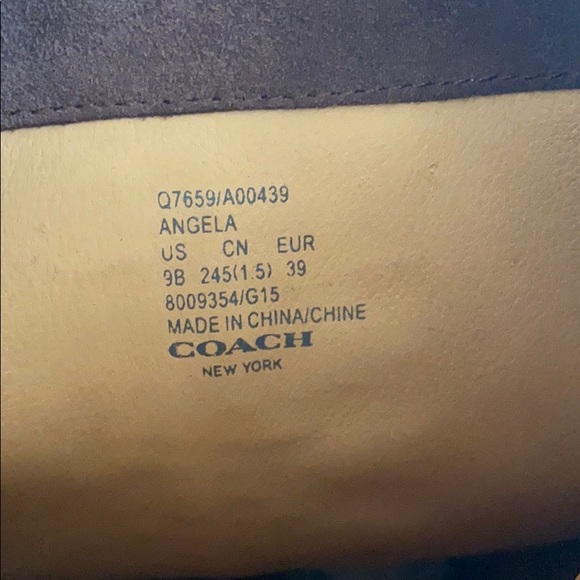 Q7659/A00439
ANGELA
US CN EUR
9B 245(1.5) 39
8009354/G15
MADE IN CHINA/CHINE
COACH
NEW YORK